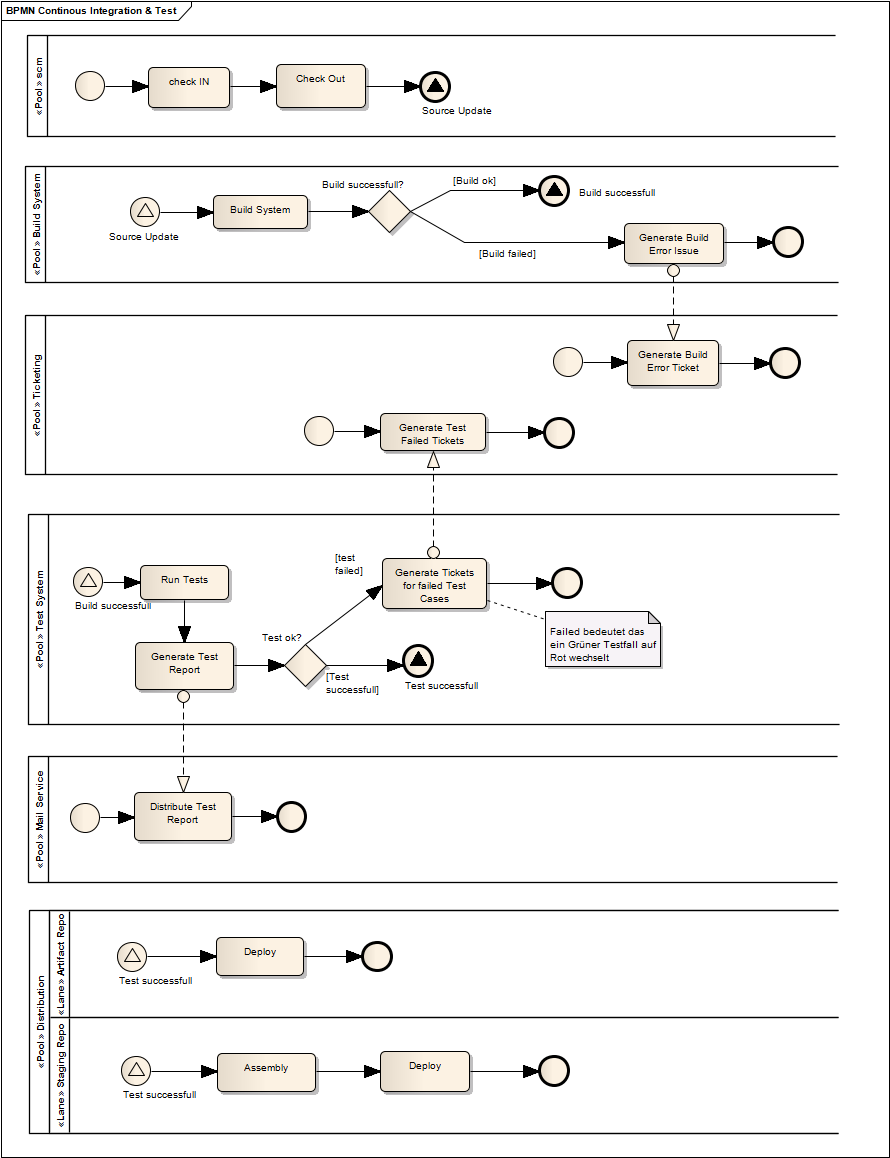 BPMN Continous Integration & Test
«Pool» scm
check IN
Check Out
Source Update
«Pool» Build System
Source Update
Build System
Build successfull?
[Build ok]
Build successfull
[Build failed]
Generate Build
Error Issue
«Pool» Ticketing
Generate Build
Error Ticket
Generate Test
Failed Tickets
«Pool» Test System
Build successfull
Run Tests
Generate Test
Report
Test ok?
[test
failed]
Generate Tickets
for failed Test
Cases
[Test
successfull]
Test successfull
Failed bedeutet das
ein Grüner Testfall auf
Rot wechselt
«Pool» Mail Service
Distribute Test
Report
«Pool» Distribution
«Lane» Artifact Repo
Test successfull
Deploy
«Lane» Staging Repo
Test successfull
Assembly
Deploy